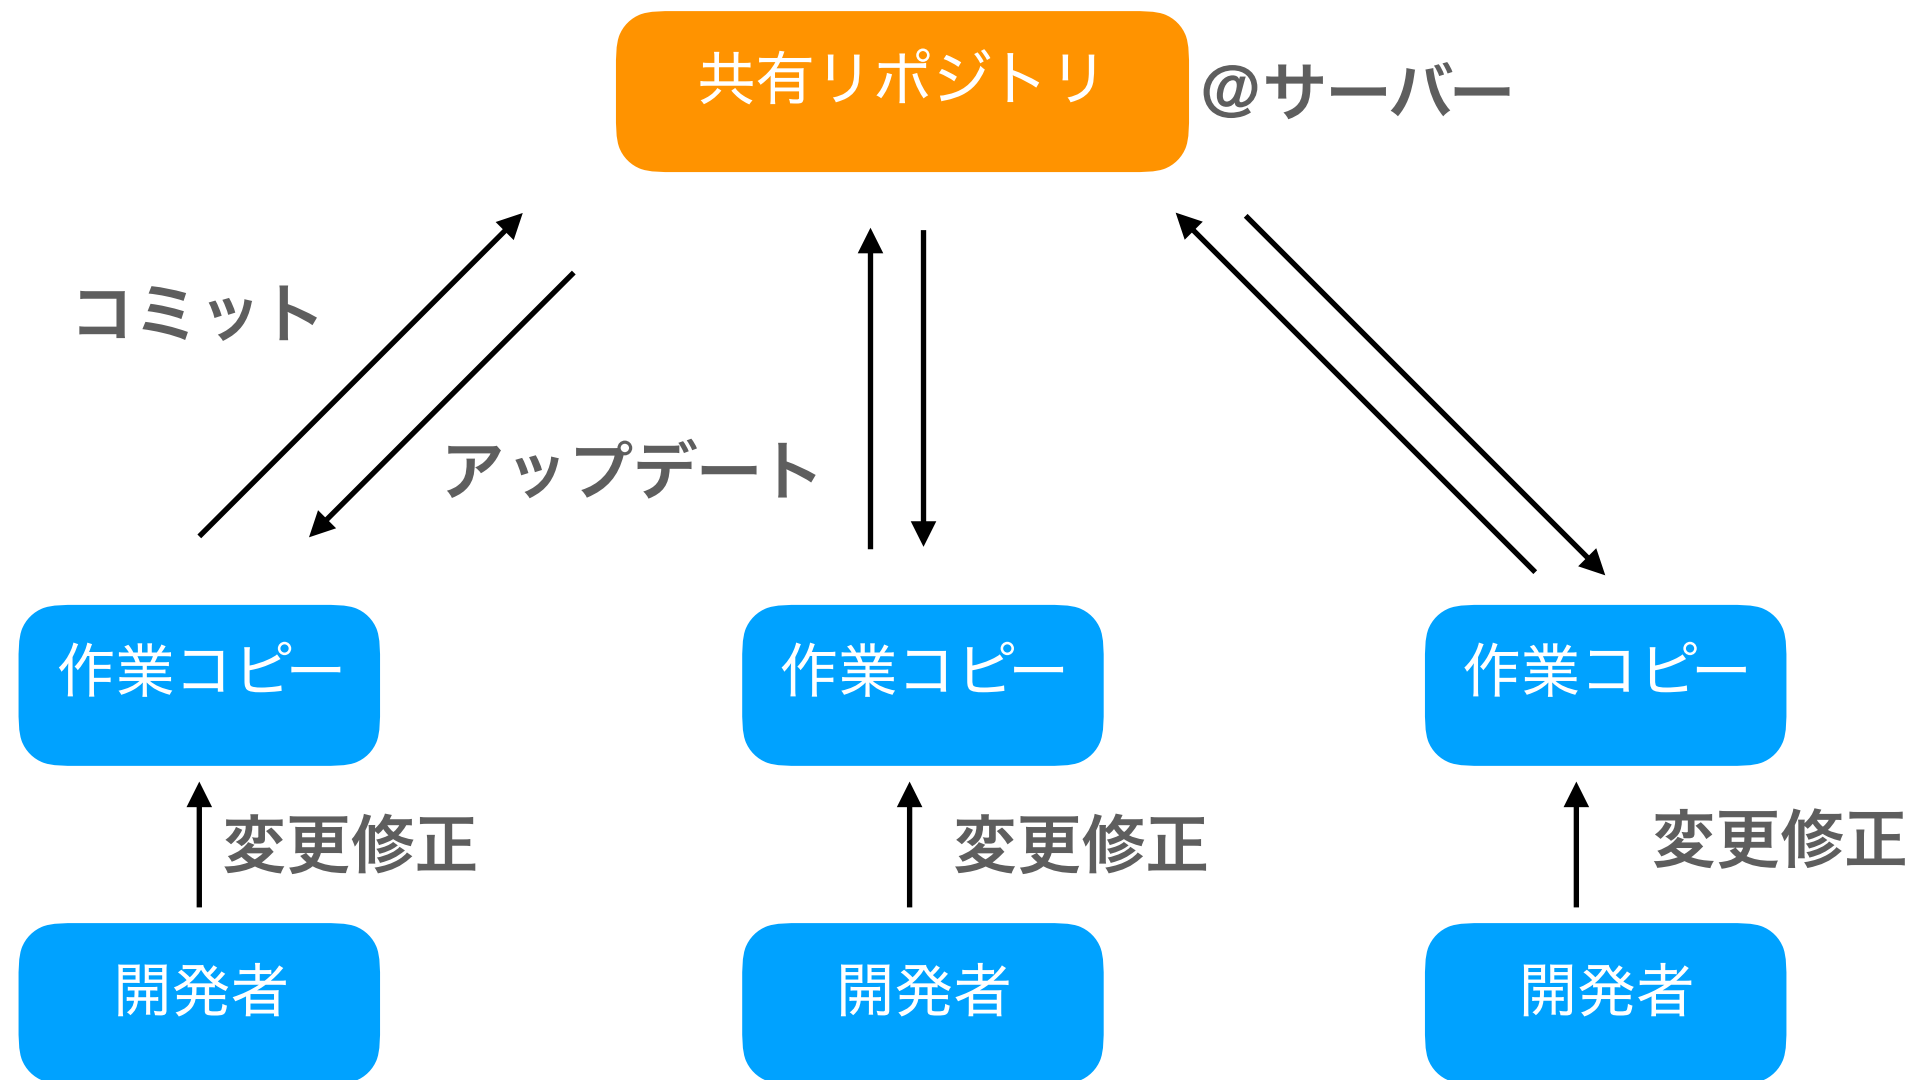 共有リポジトリ
@サーバー
コミット
アップデート
作業コピー
作業コピー
作業コピー
変更修正
変更修正
変更修正
開発者
開発者
開発者